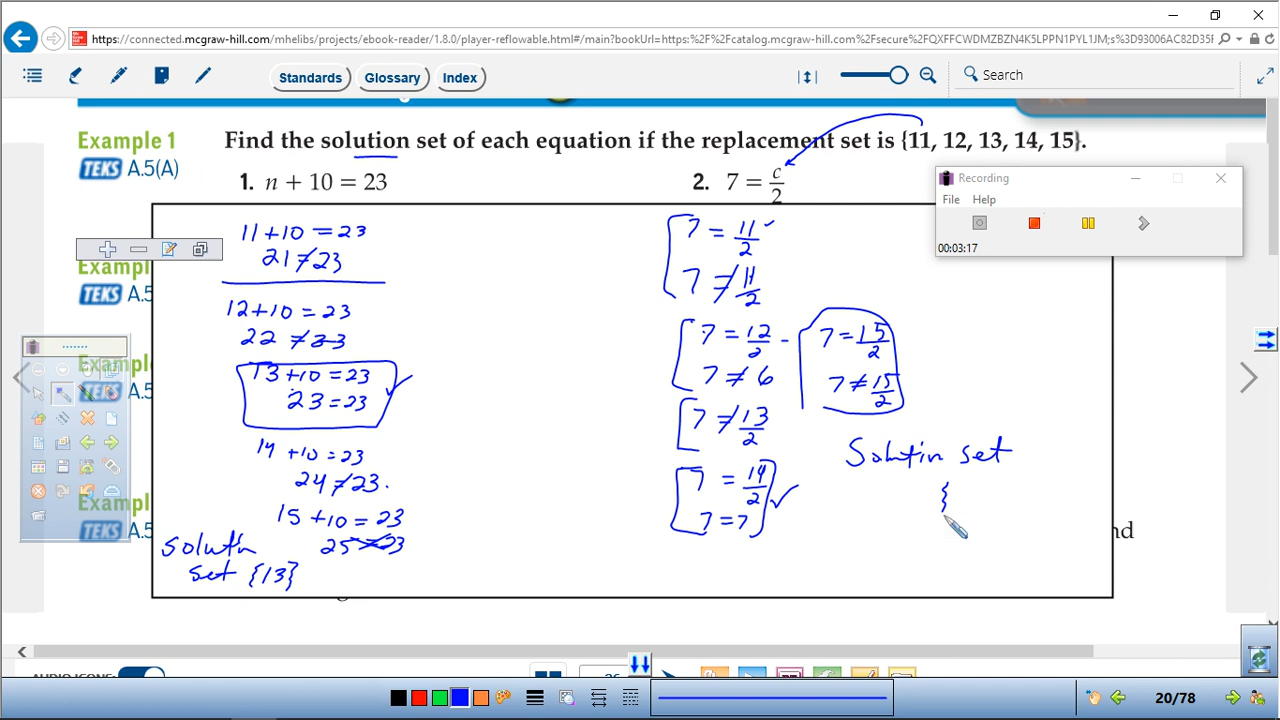 https://connected.mcgraw-hill.com/mhelibs/projects/ebook-reader/1.8.0/player-reflowable.html#/main?bookUrl=https:%2F%2Fcatalog.mcgraw-hill.com%2Fsecure%2FQXFFCWDMZBZN4K5LPPN1PYL1JM;s%3D93006AC82D35F
Standards
Glossary
Index
Search
Example 1
Find the solution set of each equation if the replacement set is {11, 12, 13, 14, 15}.
TEKS A.5(A)
1. n + 10 = 23
2. 7 = c/2
Recording
File Help
00:03:17
11+10 = 23
21 ≠ 23
12+10 = 23
22 ≠ 23
13+10 = 23
23 = 23
14 +10 = 23
24 ≠ 23.
15 +10 = 23
25 ≠ 23
Solutin
set {13}
7 = 11/2
7 ≠ 11/2
7 = 12/2
7 ≠ 6
7 ≠ 13/2
7 = 14/2
7 = 7
7 = 15/2
7 ≠ 15/2
Solutin set
{
TEKS A.5
TEKS A.5
20/78